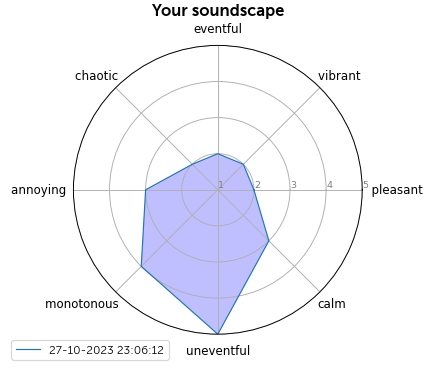 Your soundscape
eventful
chaotic
vibrant
annoying
1 2 3 4 5
pleasant
monotonous
calm
uneventful
27-10-2023 23:06:12